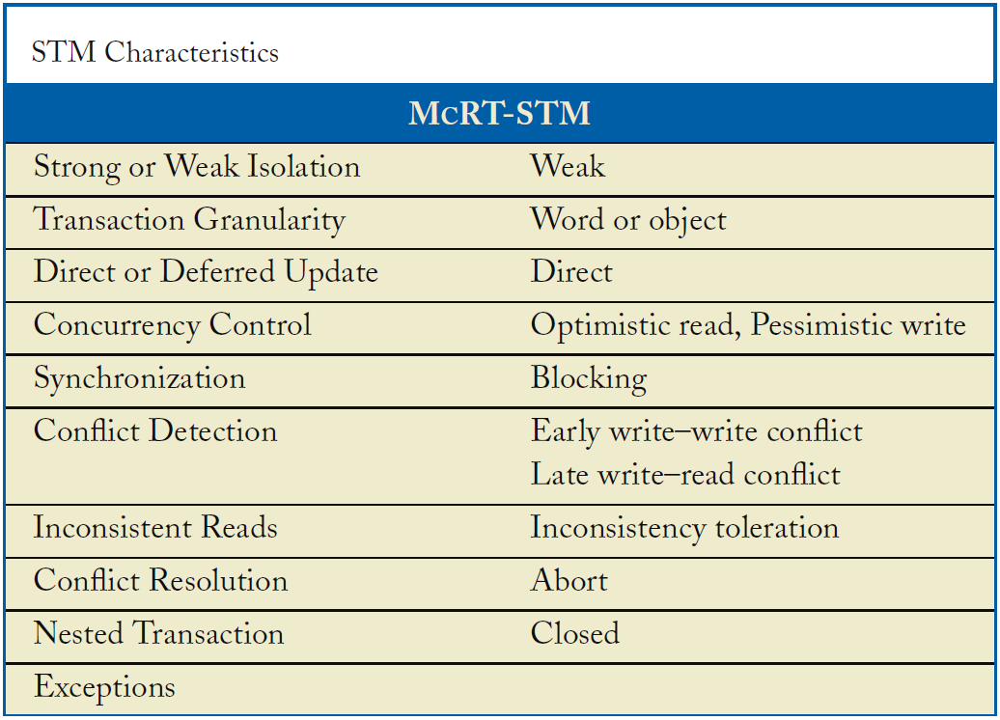 STM Characteristics
McRT-STM
Strong or Weak Isolation Weak
Transaction Granularity Word or object
Direct or Deferred Update Direct
Concurrency Control Optimistic read, Pessimistic write
Synchronization Blocking
Conflict Detection Early write–write conflict
Late write–read conflict
Inconsistent Reads Inconsistency toleration
Conflict Resolution Abort
Nested Transaction Closed
Exceptions